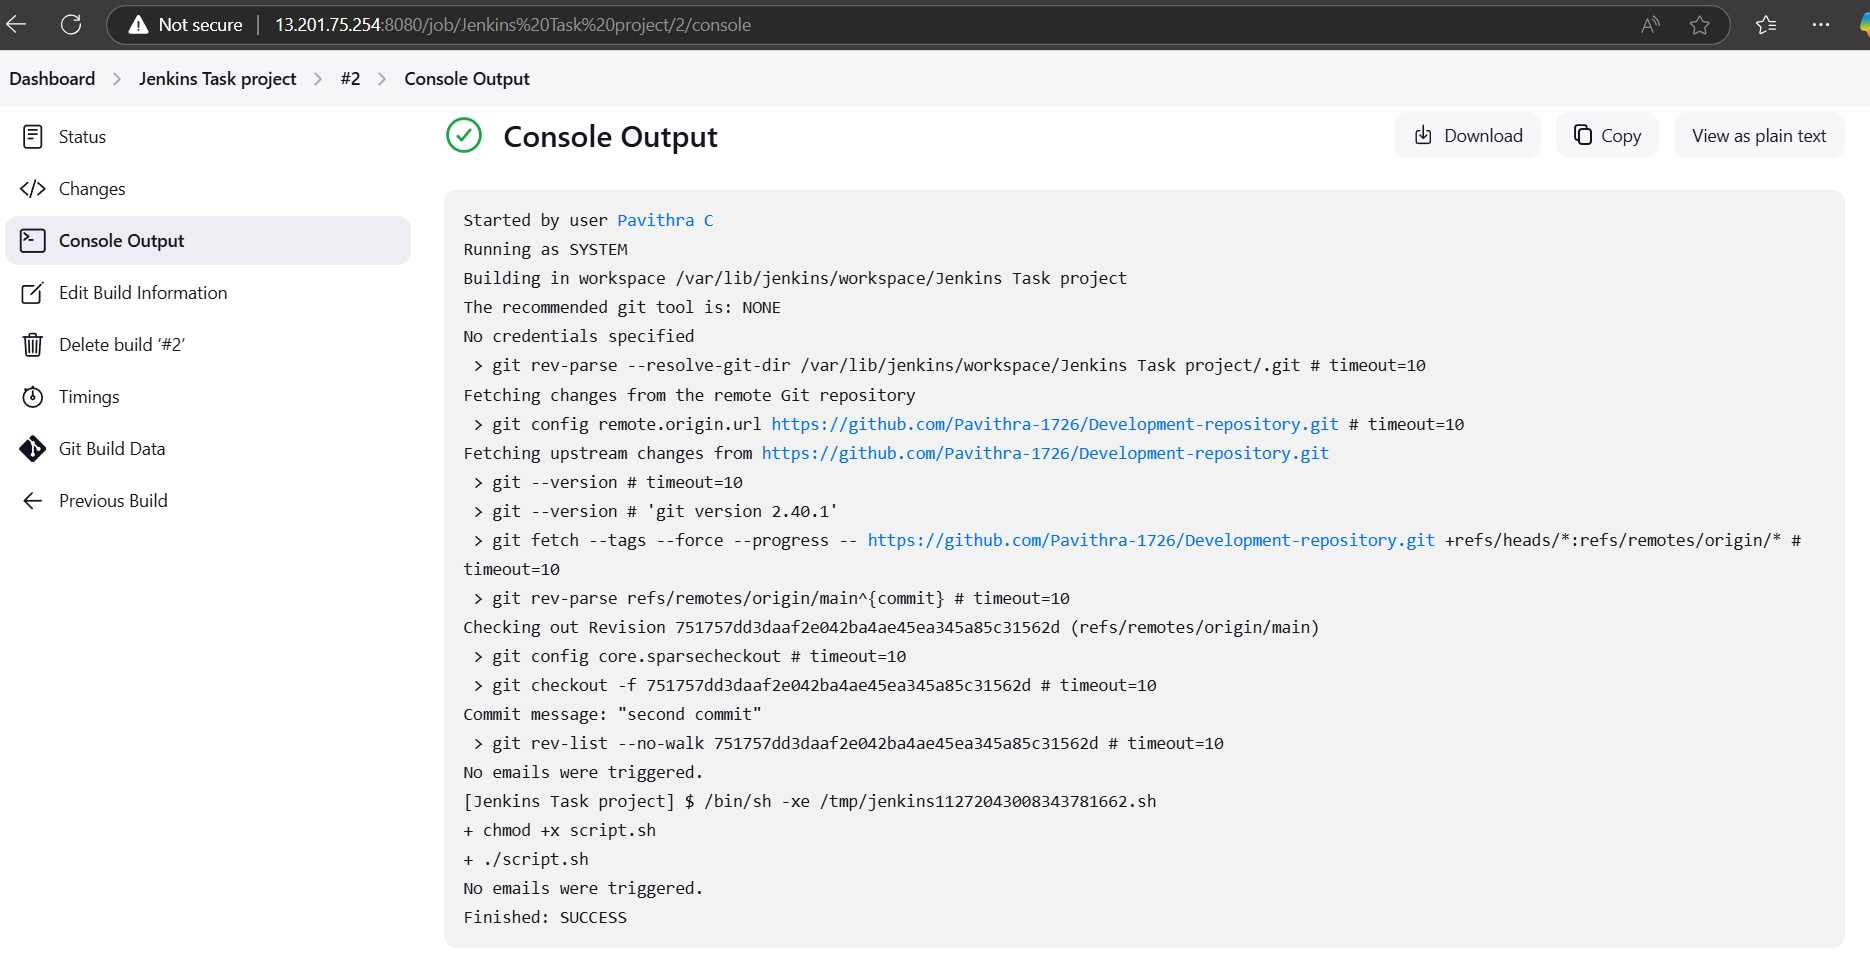 Not secure | 13.201.75.254:8080/job/Jenkins%20Task%20project/2/console
Dashboard > Jenkins Task project > #2 > Console Output
Status
Changes
Console Output
Edit Build Information
Delete build ‘#2’
Timings
Git Build Data
Previous Build
Console Output
Download
Copy
View as plain text
Started by user Pavithra C
Running as SYSTEM
Building in workspace /var/lib/jenkins/workspace/Jenkins Task project
The recommended git tool is: NONE
No credentials specified
 > git rev-parse --resolve-git-dir /var/lib/jenkins/workspace/Jenkins Task project/.git # timeout=10
Fetching changes from the remote Git repository
 > git config remote.origin.url https://github.com/Pavithra-1726/Development-repository.git # timeout=10
Fetching upstream changes from https://github.com/Pavithra-1726/Development-repository.git
 > git --version # timeout=10
 > git --version # 'git version 2.40.1'
 > git fetch --tags --force --progress -- https://github.com/Pavithra-1726/Development-repository.git +refs/heads/*:refs/remotes/origin/* #
timeout=10
 > git rev-parse refs/remotes/origin/main^{commit} # timeout=10
Checking out Revision 751757dd3daaf2e042ba4ae45ea345a85c31562d (refs/remotes/origin/main)
 > git config core.sparsecheckout # timeout=10
 > git checkout -f 751757dd3daaf2e042ba4ae45ea345a85c31562d # timeout=10
Commit message: "second commit"
 > git rev-list --no-walk 751757dd3daaf2e042ba4ae45ea345a85c31562d # timeout=10
No emails were triggered.
[Jenkins Task project] $ /bin/sh -xe /tmp/jenkins11272043008343781662.sh
+ chmod +x script.sh
+ ./script.sh
No emails were triggered.
Finished: SUCCESS